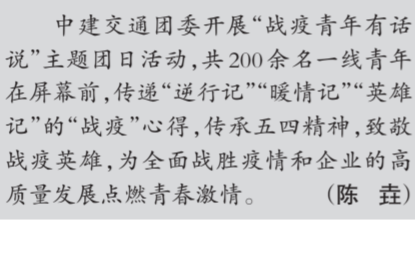 中建交通团委开展“战疫青年有话
说”主题团日活动，共200余名一线青年
在屏幕前，传递“逆行记”“暖情记”“英雄
记”的“战疫”心得，传承五四精神，致敬
战疫英雄，为全面战胜疫情和企业的高
质量发展点燃青春激情。 （陈 垚）